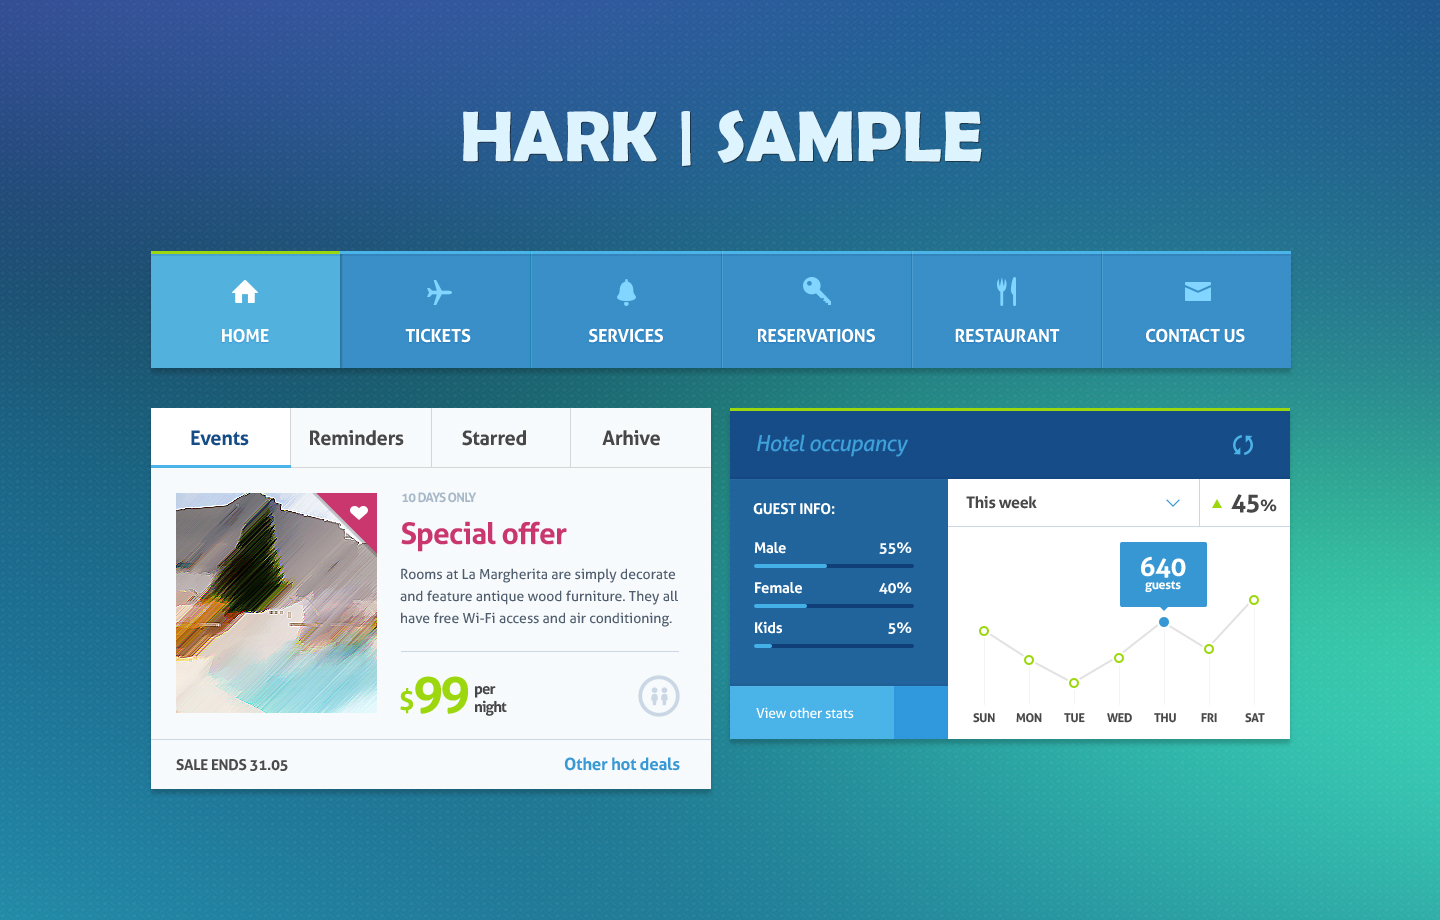 HARK | SAMPLE
HOME
TICKETS
SERVICES
RESERVATIONS
RESTAURANT
CONTACT US
Events
Reminders
Starred
Arhive
10 DAYS ONLY
Special offer
Rooms at La Margherita are simply decorate
and feature antique wood furniture. They all
have free Wi-Fi access and air conditioning.
$99 per
night
SALE ENDS 31.05
Other hot deals
Hotel occupancy
GUEST INFO:
Male 55%
Female 40%
Kids 5%
View other stats
This week
45%
640
guests
SUN MON TUE WED THU FRI SAT